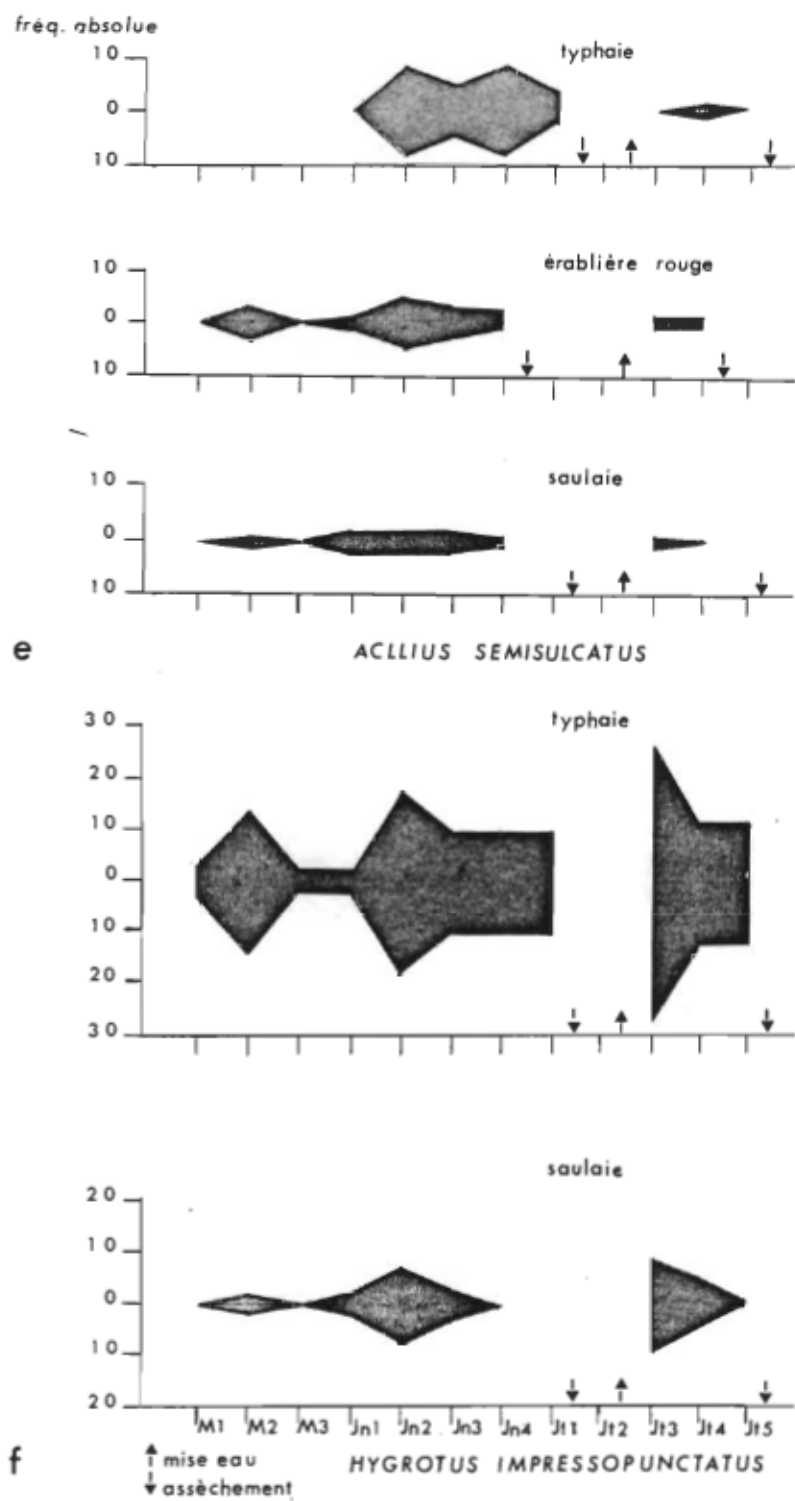 fréq. absolue
10
typhaie
0
10
10
érablière rouge
0
10
10
saulaie
0
10
e ACLLIUS SEMISULCATUS
30
typhaie
20
10
0
10
20
30
saulaie
20
10
0
10
20
M1 M2 M3 Jn1 Jn2 Jn3 Jn4 Jt1 Jt2 Jt3 Jt4 Jt5
mise eau
f HYGROTUS IMPRESSOPUNCTATUS
assèchement